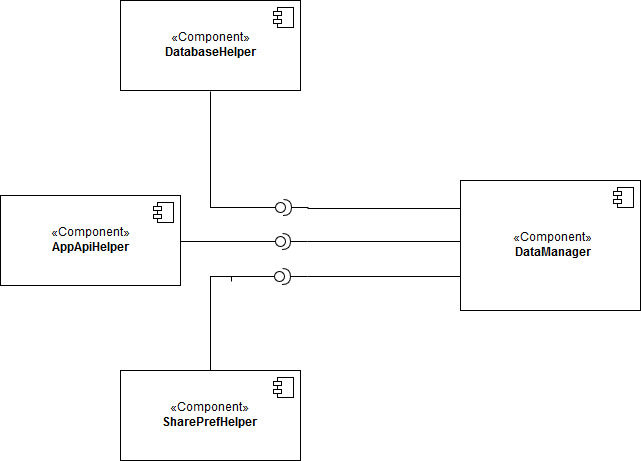 «Component»
DatabaseHelper
«Component»
AppApiHelper
«Component»
DataManager
«Component»
SharePrefHelper